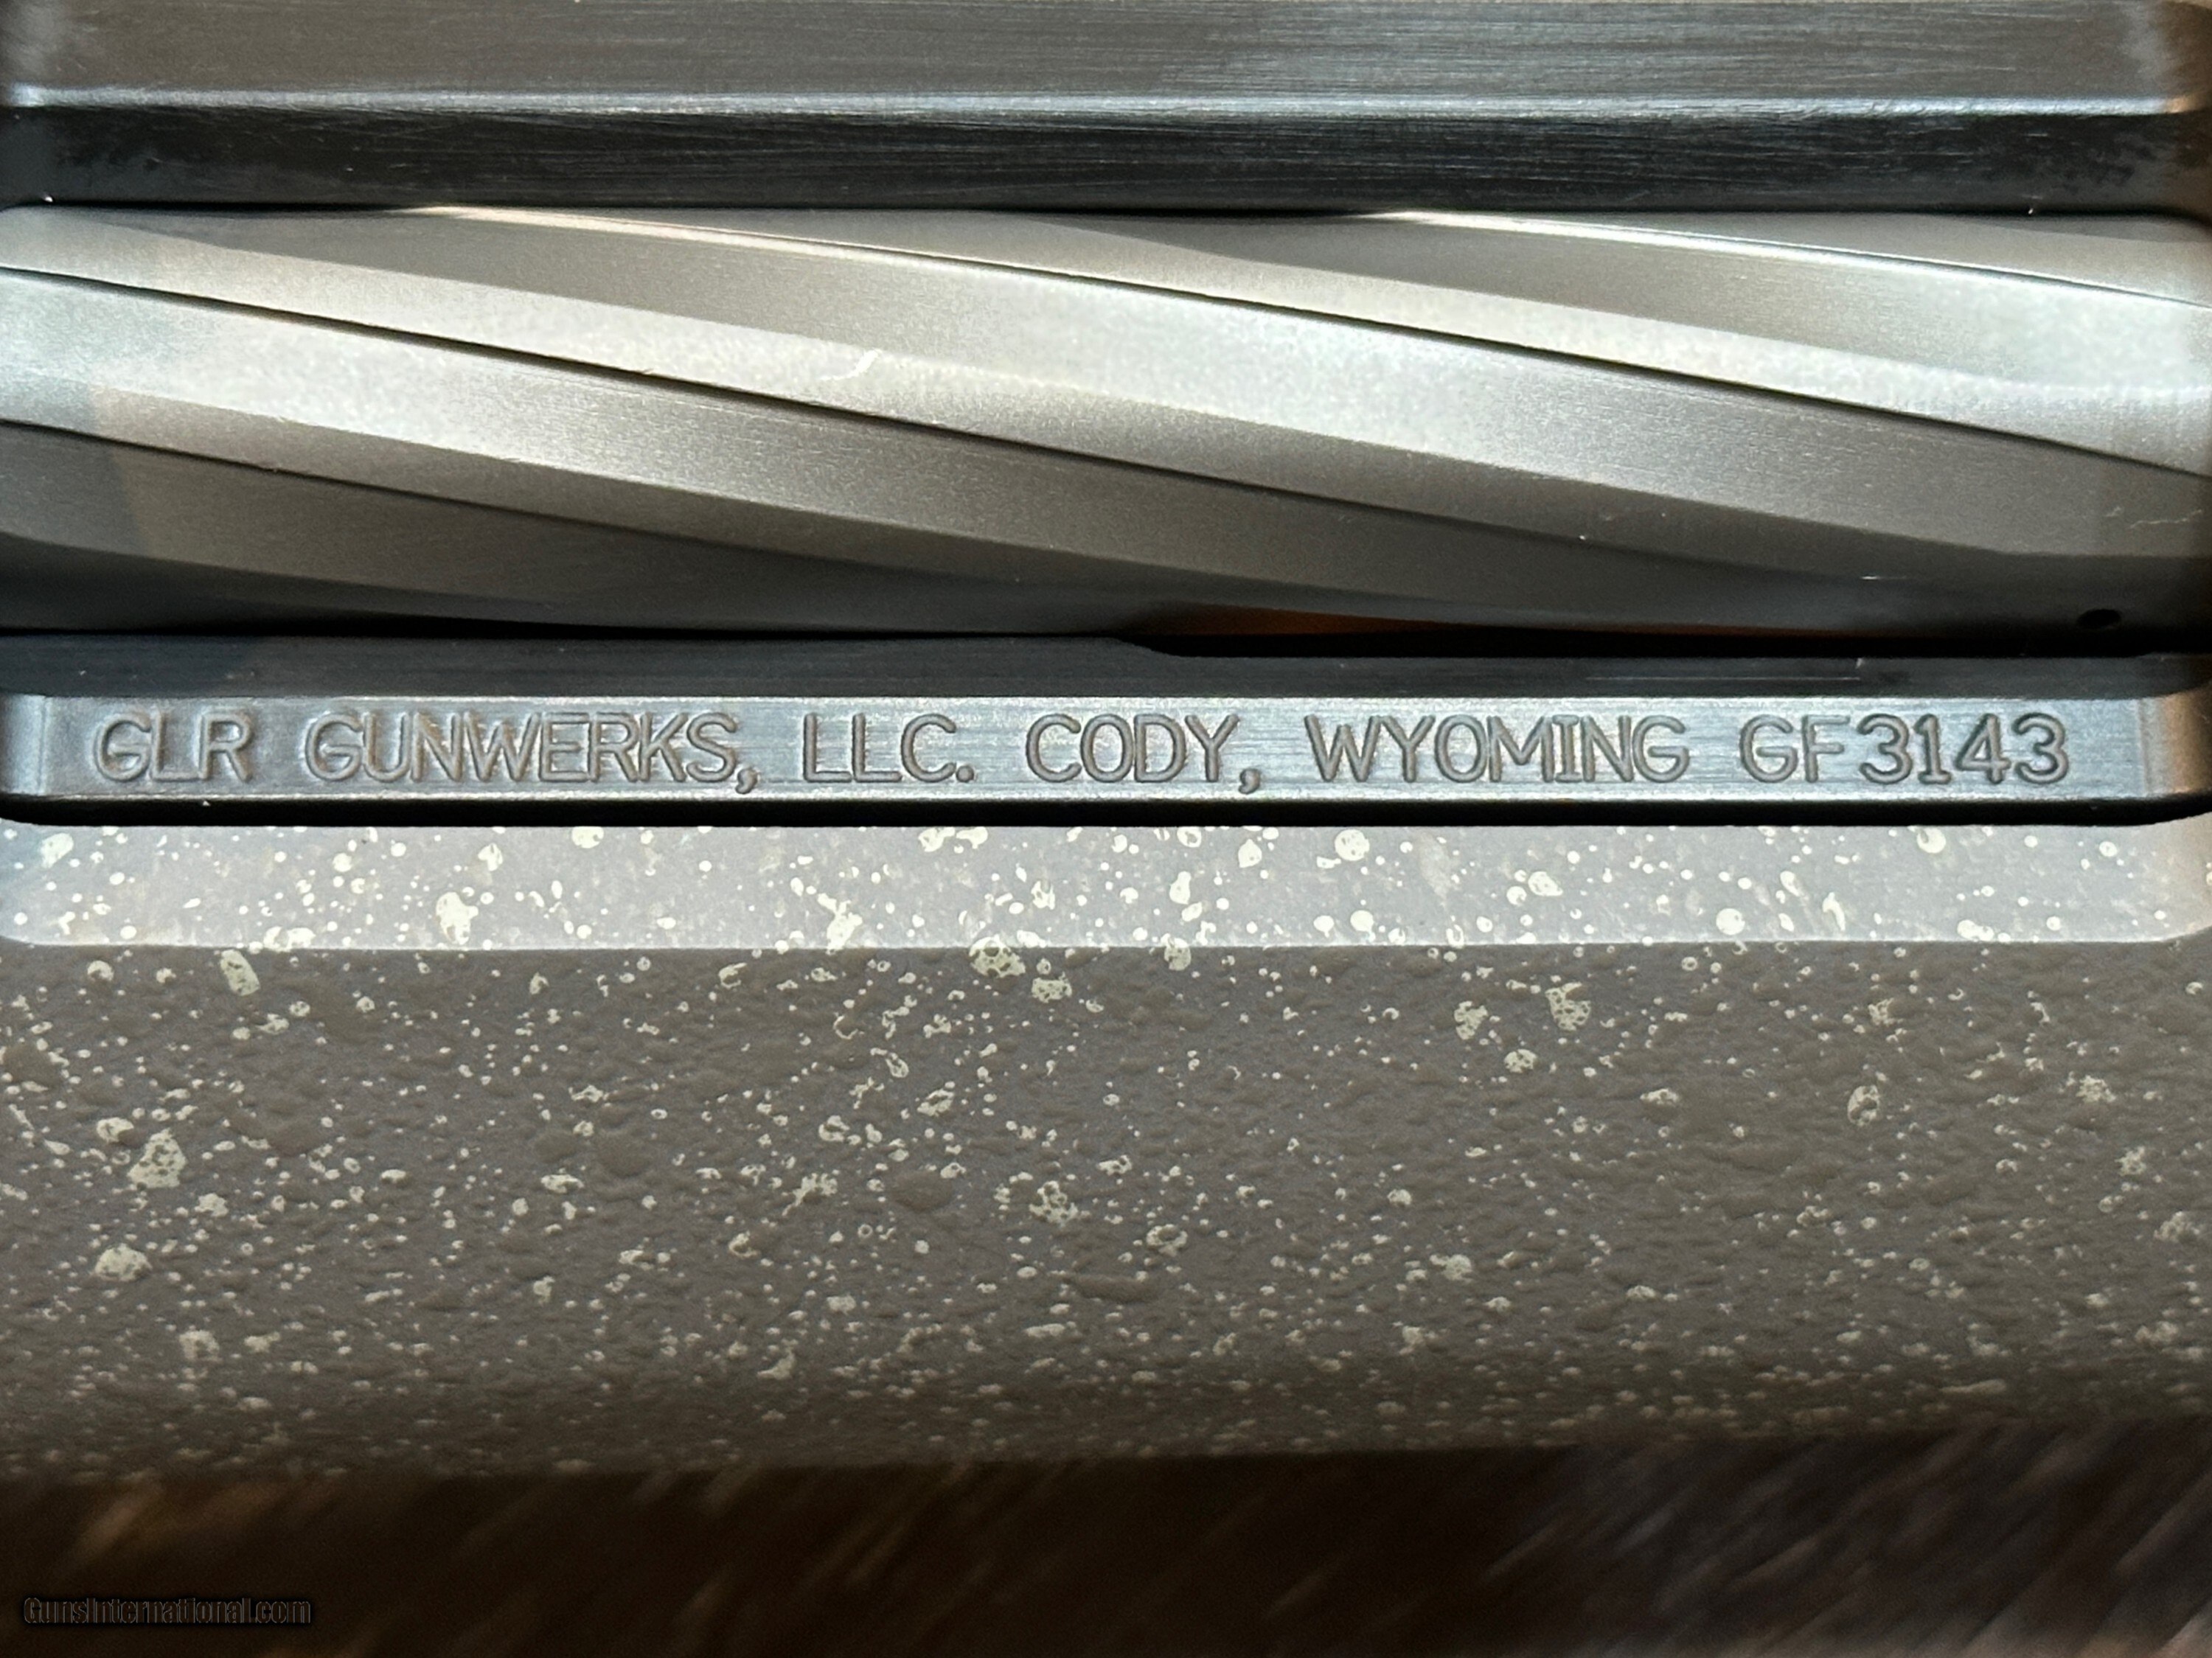 GLR GUNWERKS, LLC. CODY, WYOMING GF3143
GunsInternational.com